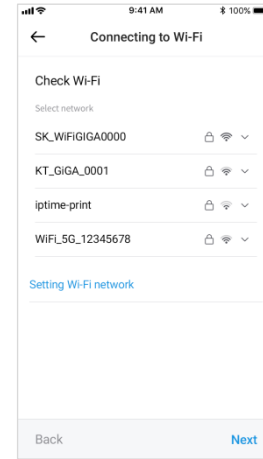 9:41 AM
100%
Connecting to Wi-Fi
Check Wi-Fi
Select network
SK_WiFiGIGA0000
KT_GiGA_0001
iptime-print
WiFi_5G_12345678
Setting Wi-Fi network
Back
Next